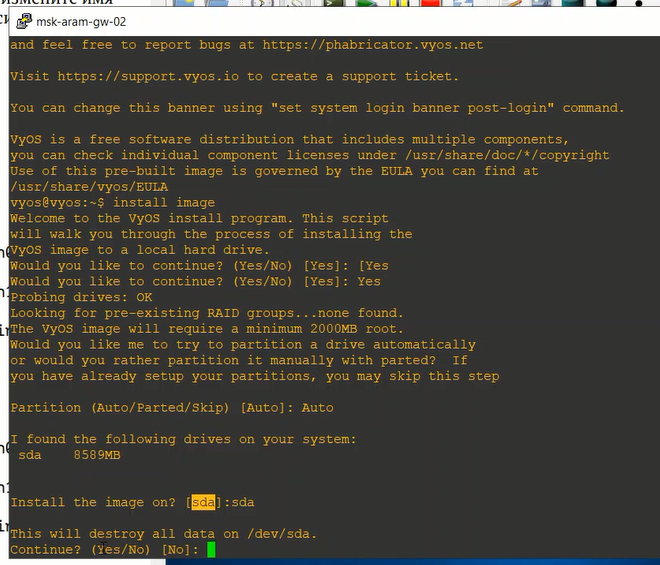 измените имя
msk-aram-gw-02
and feel free to report bugs at https://phabricator.vyos.net
Visit https://support.vyos.io to create a support ticket.
You can change this banner using "set system login banner post-login" command.
VyOS is a free software distribution that includes multiple components,
you can check individual component licenses under /usr/share/doc/*/copyright
Use of this pre-built image is governed by the EULA you can find at
/usr/share/vyos/EULA
vyos@vyos:~$ install image
Welcome to the VyOS install program. This script
will walk you through the process of installing the
VyOS image to a local hard drive.
Would you like to continue? (Yes/No) [Yes]: [Yes
Would you like to continue? (Yes/No) [Yes]: Yes
Probing drives: OK
Looking for pre-existing RAID groups...none found.
The VyOS image will require a minimum 2000MB root.
Would you like me to try to partition a drive automatically
or would you rather partition it manually with parted?  If
you have already setup your partitions, you may skip this step
Partition (Auto/Parted/Skip) [Auto]: Auto
I found the following drives on your system:
sda    8589MB
Install the image on? [sda]:sda
This will destroy all data on /dev/sda.
Continue? (Yes/No) [No]: